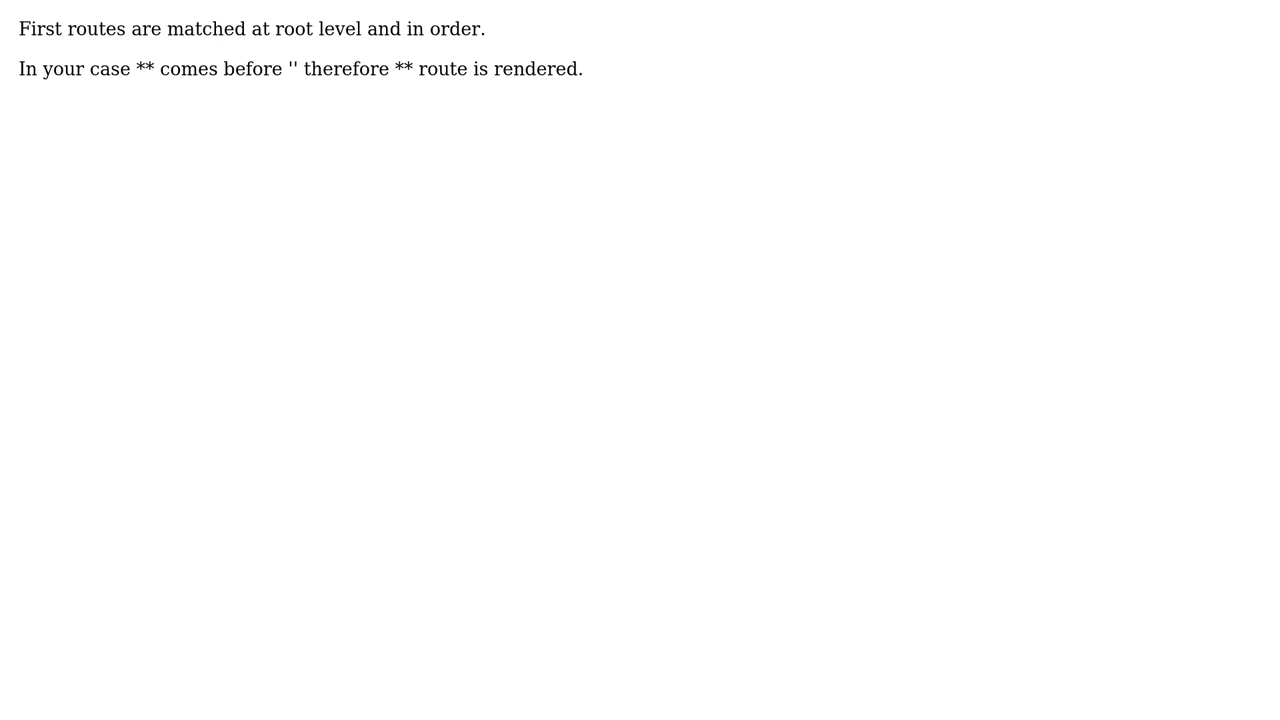 First routes are matched at root level and in order.
In your case ** comes before '' therefore ** route is rendered.